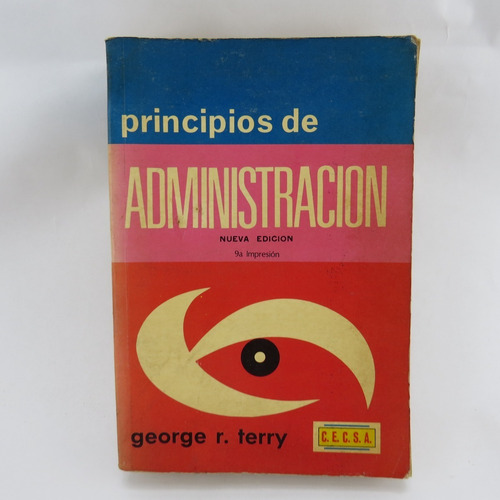 principios de
ADMINISTRACION
NUEVA EDICION
9a Impresión
george r. terry
C. E. C. S. A.